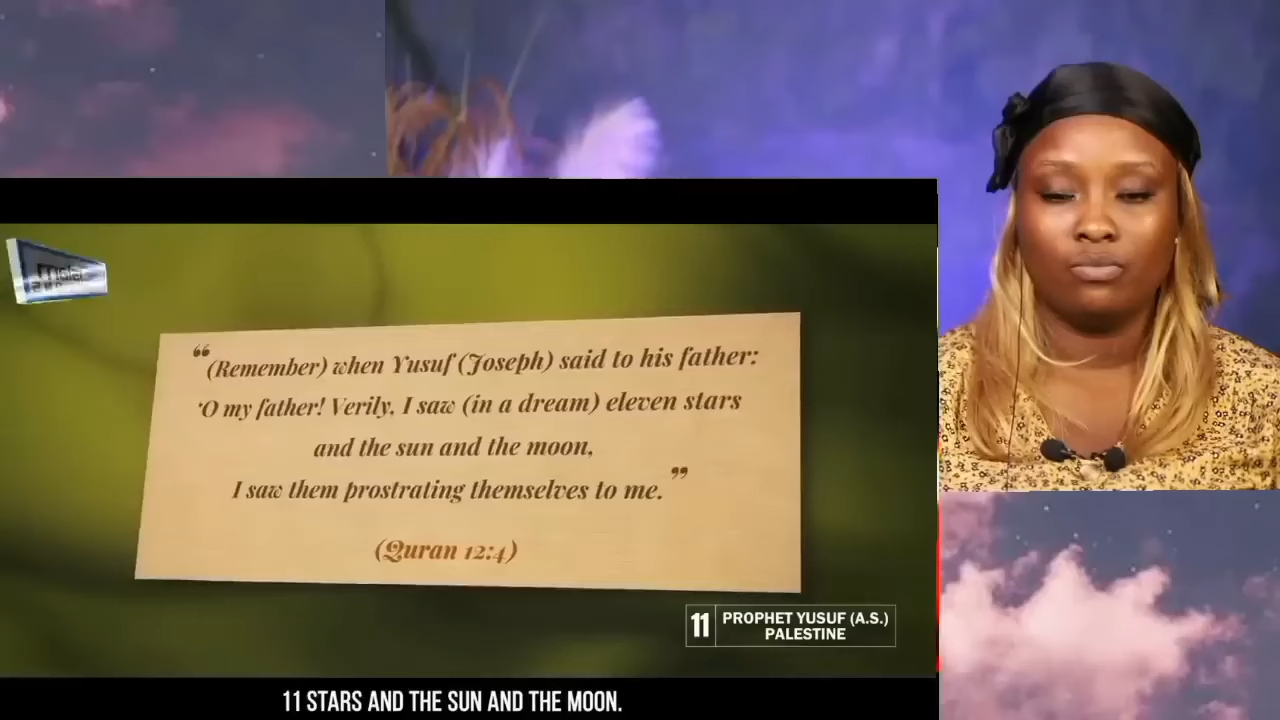 “(Remember) when Yusuf (Joseph) said to his father:
‘O my father! Verily, I saw (in a dream) eleven stars
and the sun and the moon,
I saw them prostrating themselves to me.”
(Quran 12:4)
11 PROPHET YUSUF (A.S.)
PALESTINE
11 STARS AND THE SUN AND THE MOON.